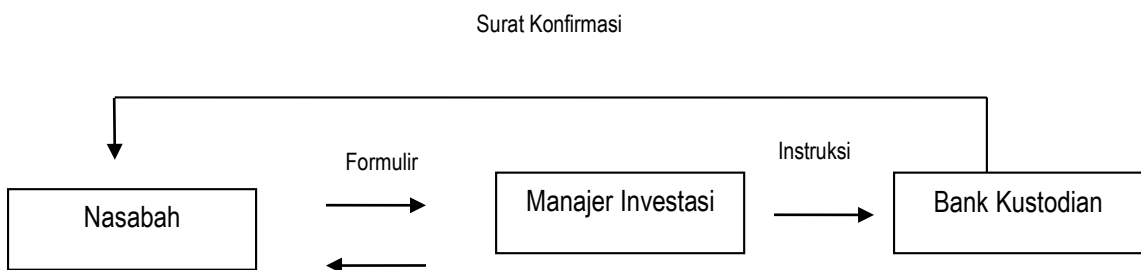 Surat Konfirmasi
Formulir
Instruksi
Nasabah
Manajer Investasi
Bank Kustodian